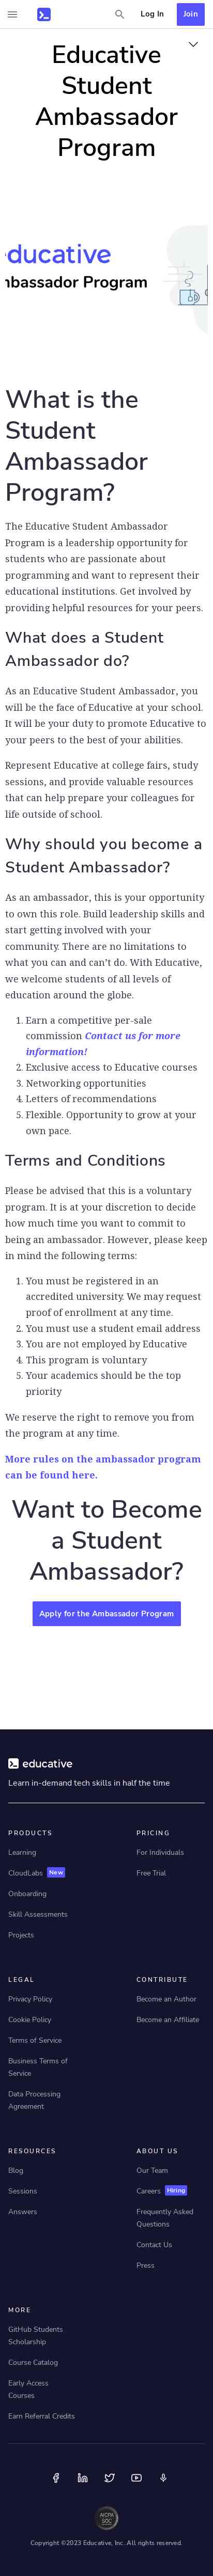 Log In
Join
Educative
Student
Ambassador
Program
educative
mbassador Program
What is the
Student
Ambassador
Program?
The Educative Student Ambassador
Program is a leadership opportunity for
students who are passionate about
programming and want to represent their
educational institutions. Get involved by
providing helpful resources for your peers.
What does a Student
Ambassador do?
As an Educative Student Ambassador, you
will be the face of Educative at your school.
It will be your duty to promote Educative to
your peers to the best of your abilities.
Represent Educative at college fairs, study
sessions, and provide valuable resources
that can help prepare your colleagues for
life outside of school.
Why should you become a
Student Ambassador?
As an ambassador, this is your opportunity
to own this role. Build leadership skills and
start getting involved with your
community. There are no limitations to
what you can and can't do. With Educative,
we welcome students of all levels of
education around the globe.
1. Earn a competitive per-sale
commission Contact us for more
information!
2. Exclusive access to Educative courses
3. Networking opportunities
4. Letters of recommendations
5. Flexible. Opportunity to grow at your
own pace.
Terms and Conditions
Please be advised that this is a voluntary
program. It is at your discretion to decide
how much time you want to commit to
being an ambassador. However, please keep
in mind the following terms:
1. You must be registered in an
accredited university. We may request
proof of enrollment at any time.
2. You must use a student email address
3. You are not employed by Educative
4. This program is voluntary
5. Your academics should be the top
priority
We reserve the right to remove you from
the program at any time.
More rules on the ambassador program
can be found here.
Want to Become
a Student
Ambassador?
Apply for the Ambassador Program
educative
Learn in-demand tech skills in half the time
PRODUCTS
Learning
CloudLabs New
Onboarding
Skill Assessments
Projects
PRICING
For Individuals
Free Trial
LEGAL
Privacy Policy
Cookie Policy
Terms of Service
Business Terms of
Service
Data Processing
Agreement
CONTRIBUTE
Become an Author
Become an Affiliate
RESOURCES
Blog
Sessions
Answers
ABOUT US
Our Team
Careers Hiring
Frequently Asked
Questions
Contact Us
Press
MORE
GitHub Students
Scholarship
Course Catalog
Early Access
Courses
Earn Referral Credits
AICPA
SOC
Copyright ©2023 Educative, Inc. All rights reserved.